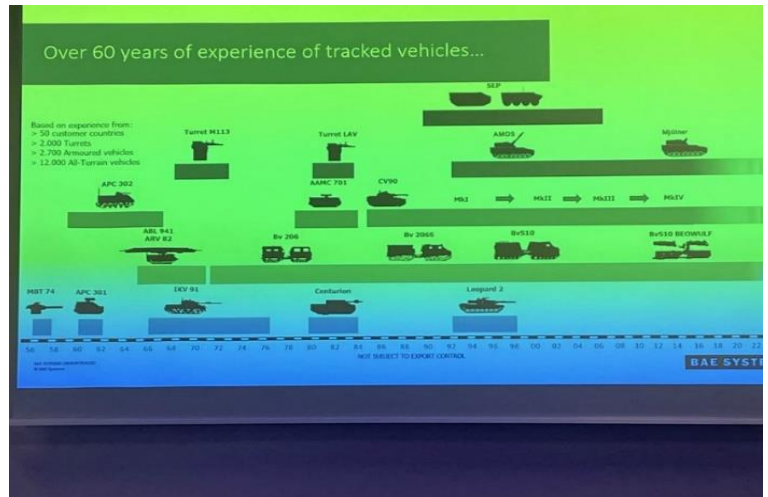 Over 60 years of experience of tracked vehicles...
SEP
Based on experience from:
> 50 customer countries
> 2.000 Turrets
> 2.700 Armoured vehicles
> 12.000 All-Terrain vehicles
Turret M113
Turret LAV
AMOS
Mjölner
APC 302
AAMC 701
CV90
MkI
MkII
MkIII
MkIV
ABL 941
ARV 82
Bv 206
Bv 206S
BvS10
BvS10 BEOWULF
MBT 74
APC 301
IKV 91
Centurion
Leopard 2
56 58 60 62 64 66 68 70 72 74 76 78 80 82 84 86 88 90 92 94 96 98 00 02 04 06 08 10 12 14 16 18 20 22
NOT SUBJECT TO EXPORT CONTROL
BAE SYSTE